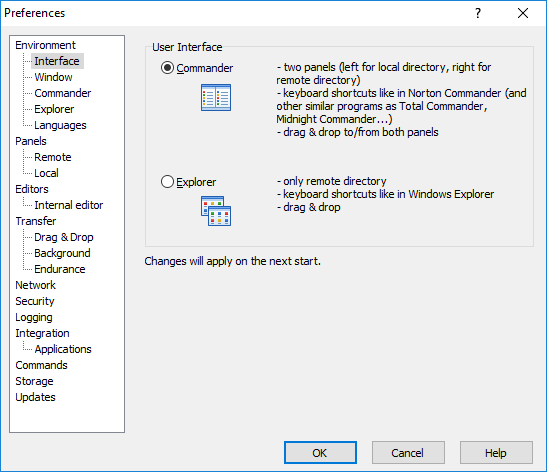 Preferences
?
Environment
Interface
Window
Commander
Explorer
Languages
Panels
Remote
Local
Editors
Internal editor
Transfer
Drag & Drop
Background
Endurance
Network
Security
Logging
Integration
Applications
Commands
Storage
Updates
User Interface
Commander
- two panels (left for local directory, right for
remote directory)
- keyboard shortcuts like in Norton Commander (and
other similar programs as Total Commander,
Midnight Commander...)
- drag & drop to/from both panels
Explorer
- only remote directory
- keyboard shortcuts like in Windows Explorer
- drag & drop
Changes will apply on the next start.
OK
Cancel
Help